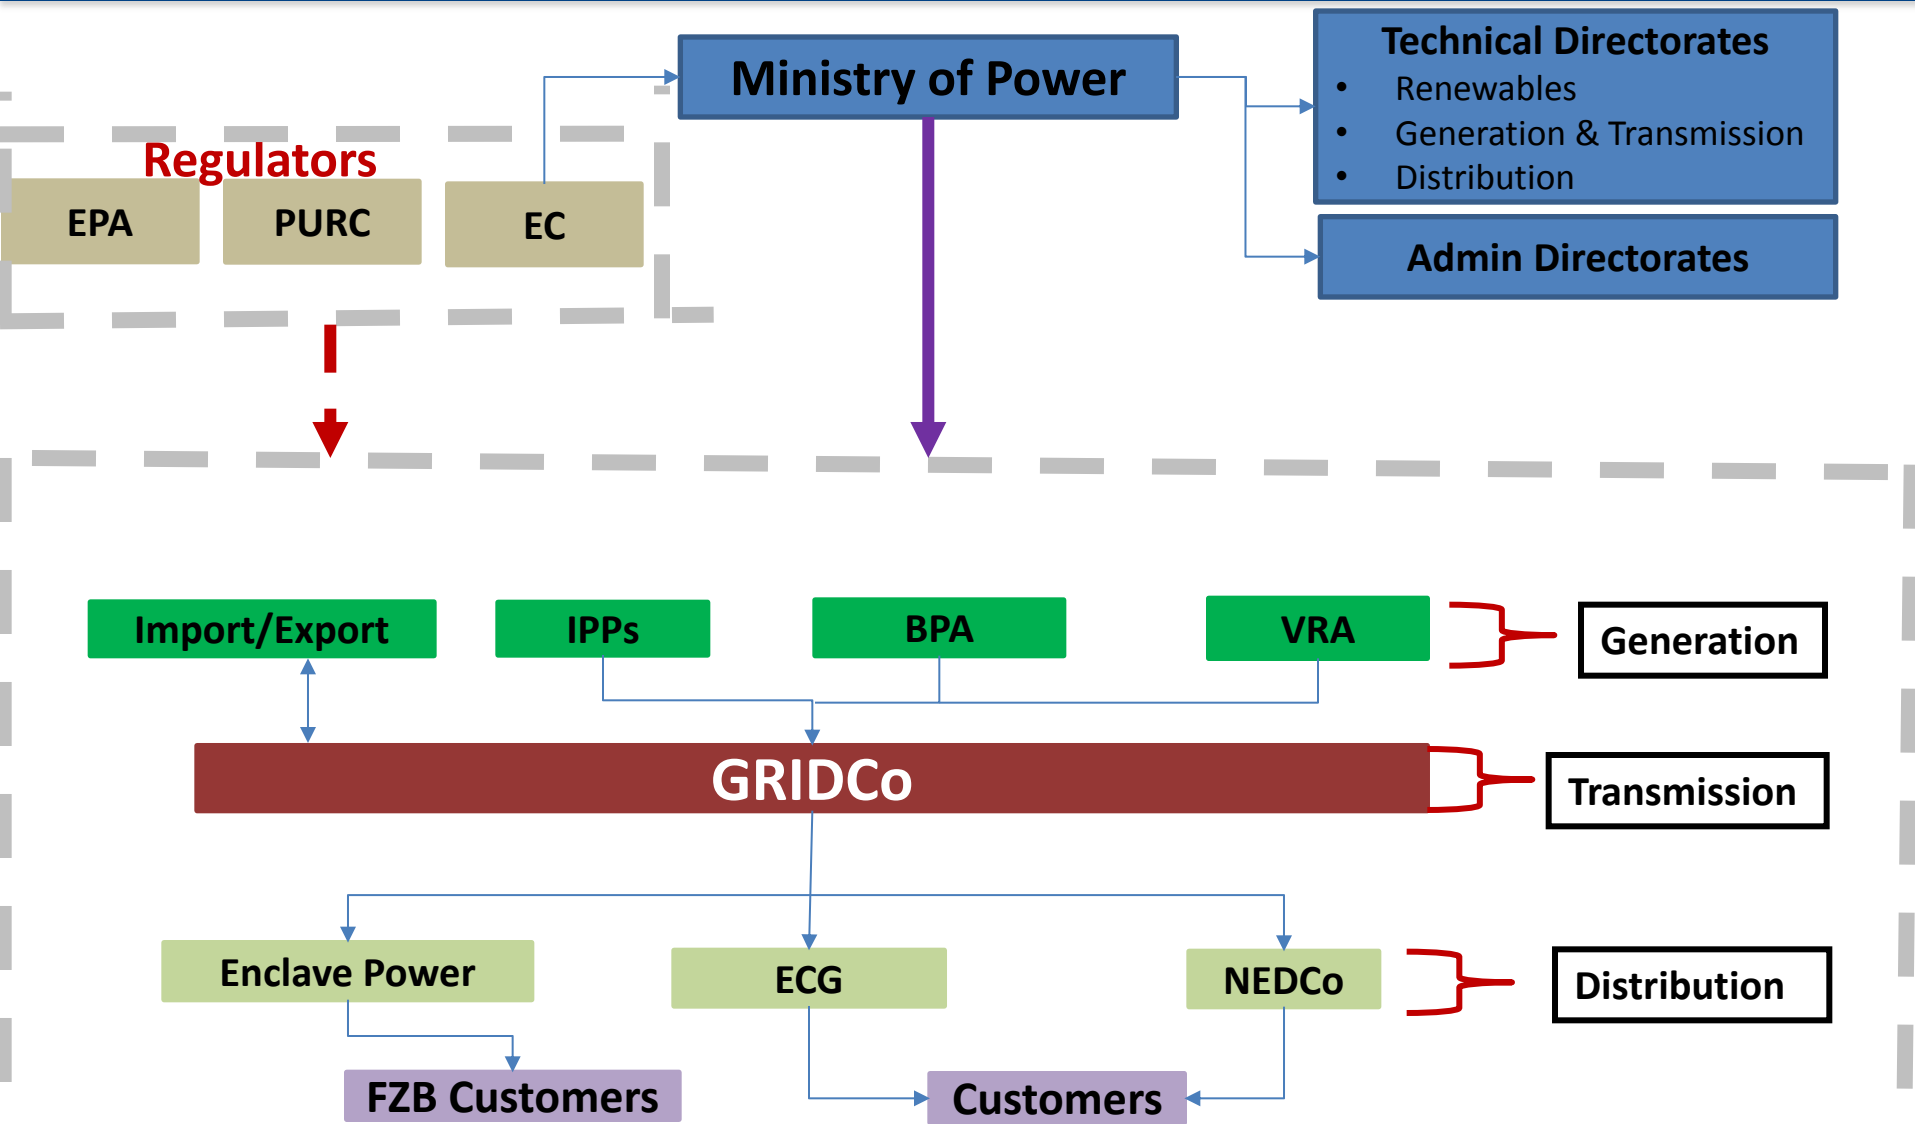 Ministry of Power
Technical Directorates
• Renewables
• Generation & Transmission
• Distribution
Admin Directorates
Regulators
EPA
PURC
EC
Import/Export
IPPs
BPA
VRA
Generation
GRIDCo
Transmission
Enclave Power
ECG
NEDCo
Distribution
FZB Customers
Customers